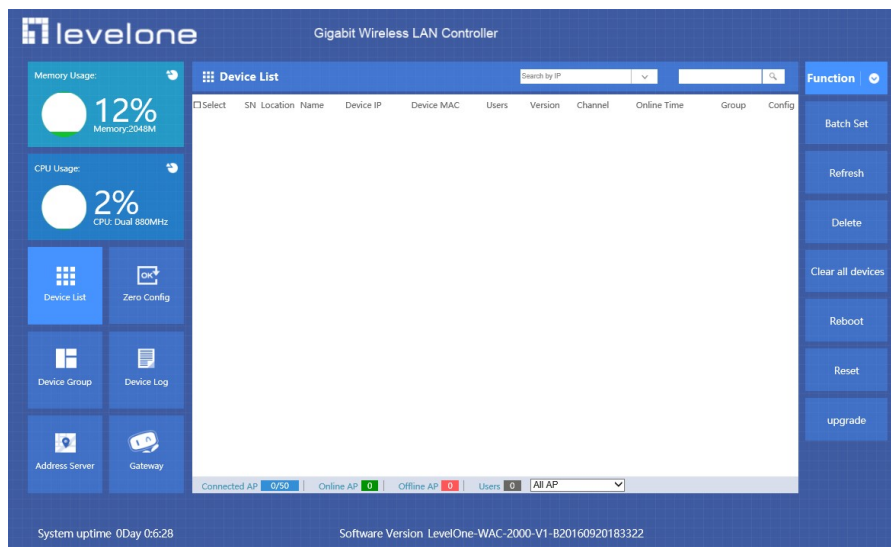 levelone
Gigabit Wireless LAN Controller
Memory Usage:
12%
Memory:2048M
CPU Usage:
2%
CPU: Dual 880MHz
Device List
Zero Config
OK
Device Group
Device Log
Address Server
Gateway
Device List
Search by IP
Select SN Location Name Device IP Device MAC Users Version Channel Online Time Group Config
Connected AP 0/50 Online AP 0 Offline AP 0 Users 0 All AP
Function
Batch Set
Refresh
Delete
Clear all devices
Reboot
Reset
upgrade
System uptime 0Day 0:6:28
Software Version LevelOne-WAC-2000-V1-B20160920183322